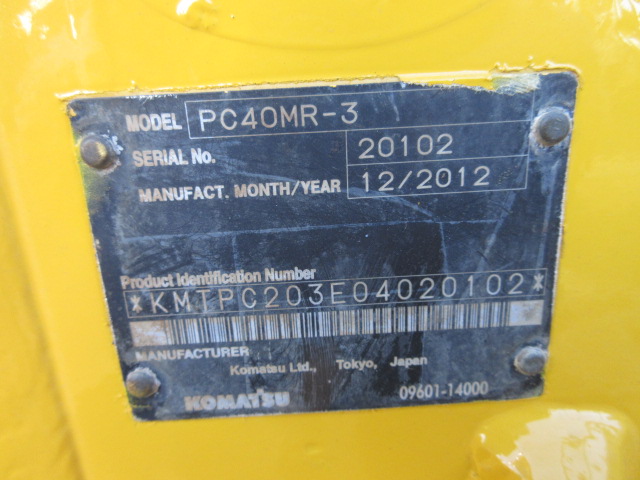 MODEL PC40MR-3
SERIAL No. 20102
MANUFACT. MONTH/YEAR 12/2012
Product Identification Number
*KMTPC203E04020102*
MANUFACTURER
Komatsu Ltd., Tokyo, Japan
KOMATSU 09601-14000